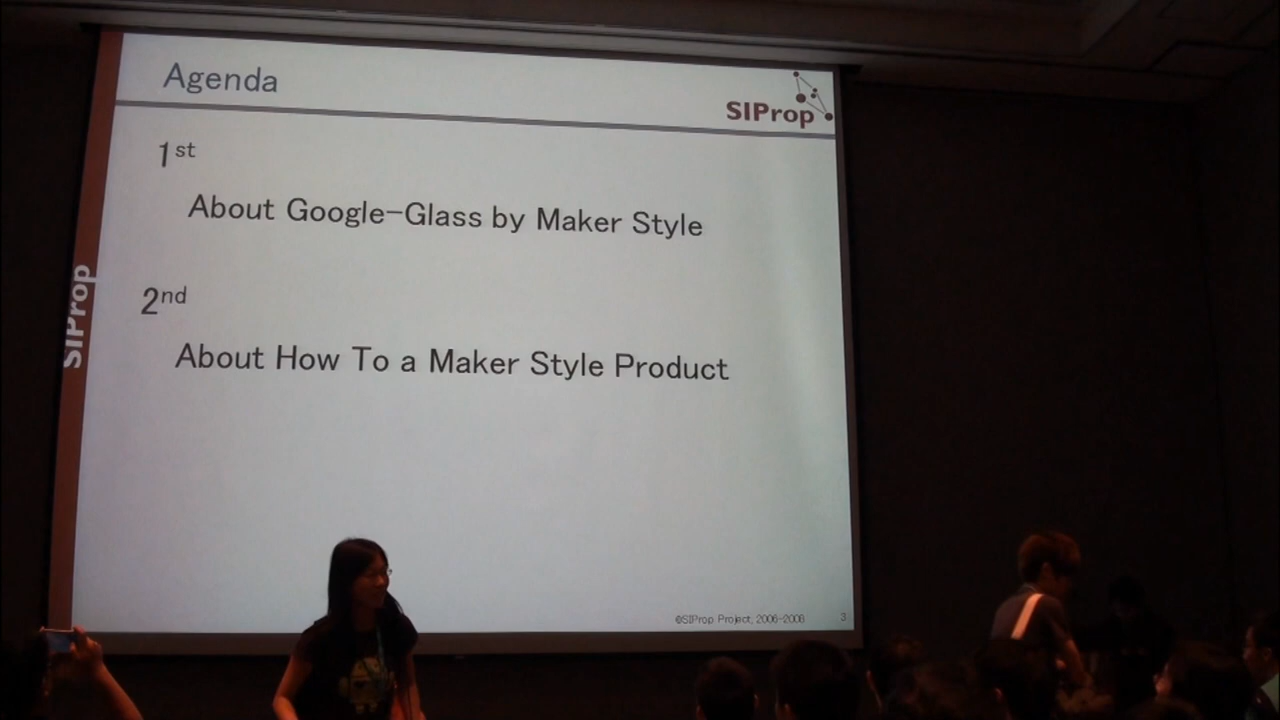 Agenda
SIProp
1st
About Google-Glass by Maker Style
2nd
SIProp
About How To a Maker Style Product
©SIProp Project, 2006-2008
3